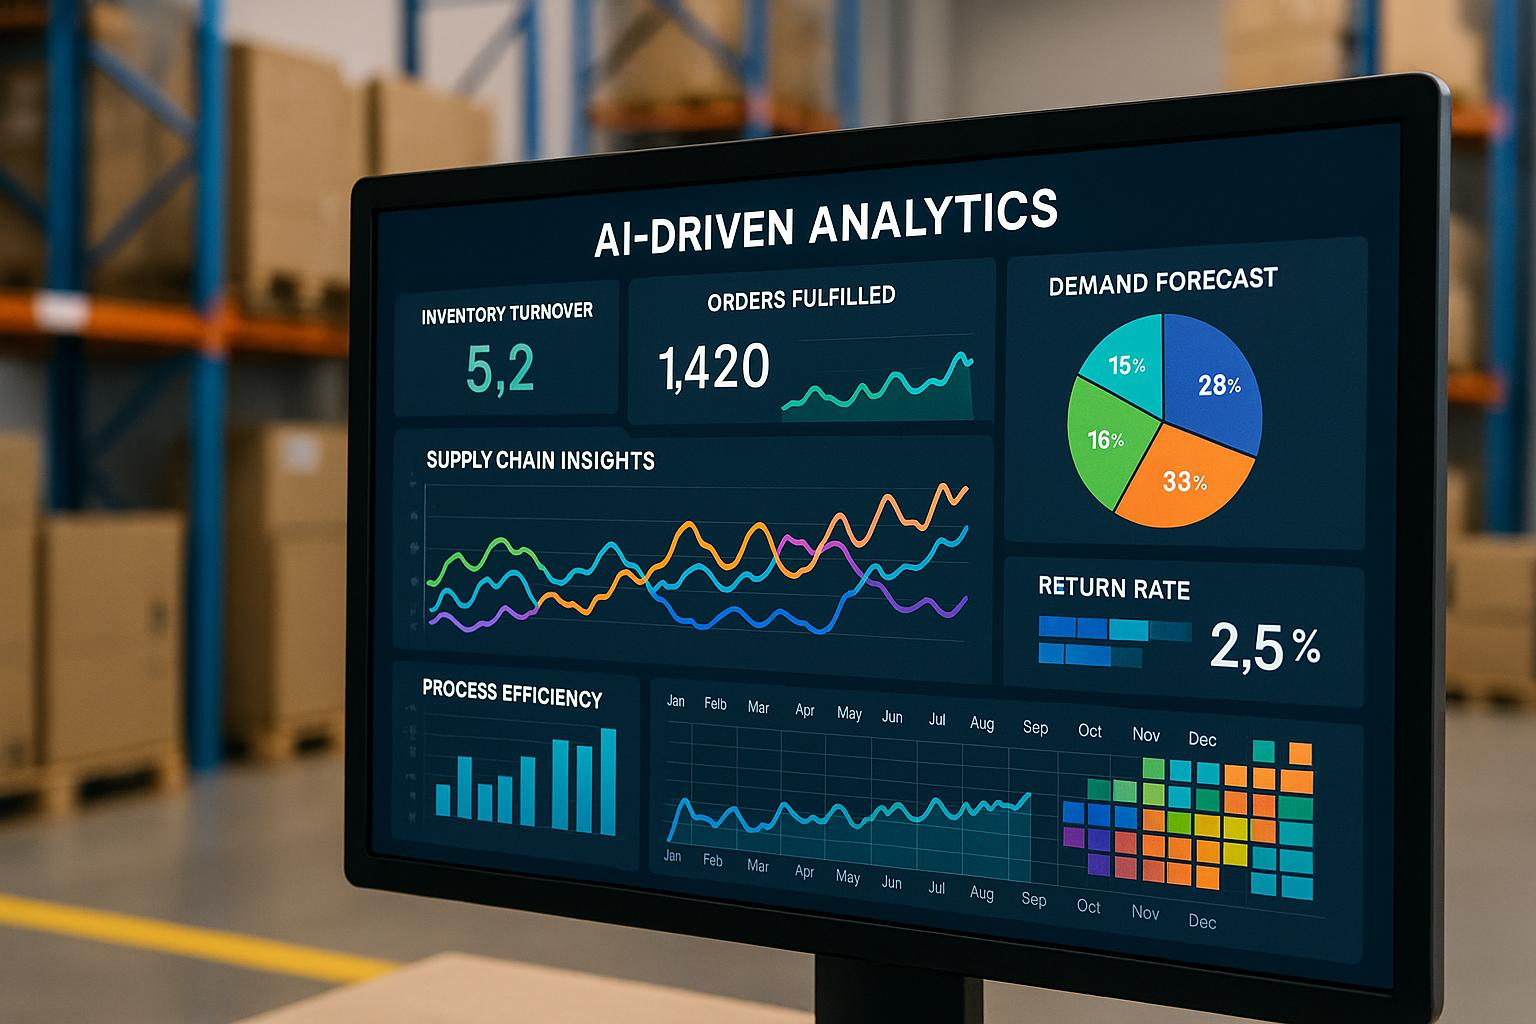 AI-DRIVEN ANALYTICS
INVENTORY TURNOVER
5,2
ORDERS FULFILLED
1,420
DEMAND FORECAST
15%
28%
16%
33%
SUPPLY CHAIN INSIGHTS
RETURN RATE
2,5%
PROCESS EFFICIENCY
Jan Felb Mar Apr May Jun Jul Aug Sep Oct Nov Dec
Jan Feb Mar Apr May Jun Jul Aug Sep Oct Nov Dec